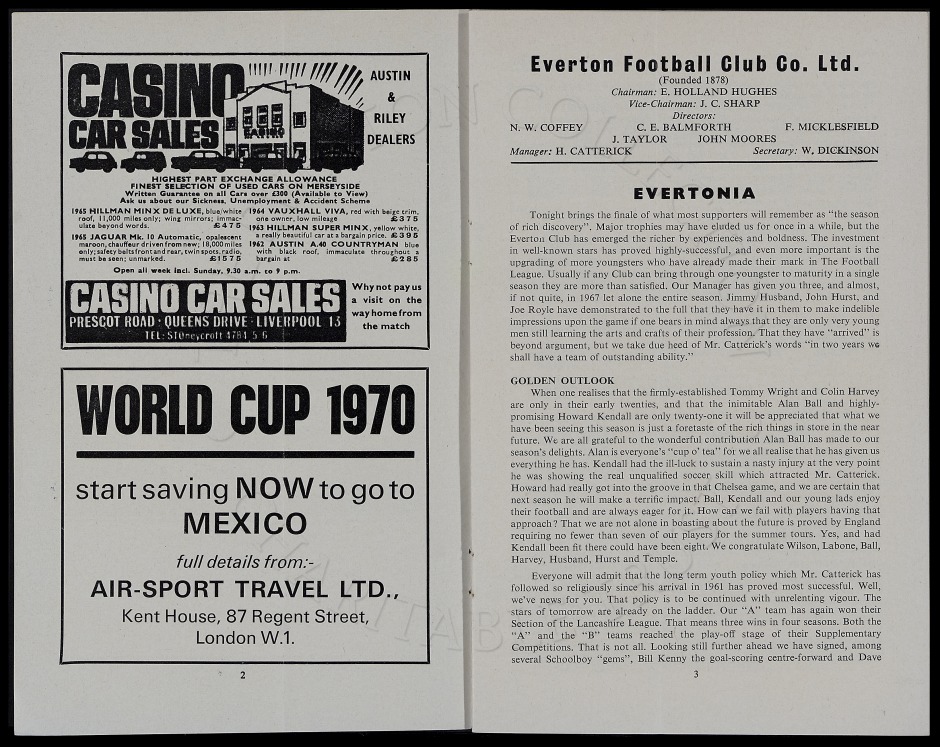 CASINO
CAR SALES
CASINO
AUSTIN
&
RILEY
DEALERS
HIGHEST PART EXCHANGE ALLOWANCE
FINEST SELECTION OF USED CARS ON MERSEYSIDE
Written Guarantee on all Cars over £300 (Available to View)
Ask us about our Sickness, Unemployment & Accident Scheme
1965 HILLMAN MINX DE LUXE, blue/white
roof, 11,000 miles only; wing mirrors; immac-
ulate beyond words. £475
1965 JAGUAR Mk. 10 Automatic, opalescent
maroon, chauffeur driven from new; 18,000 miles
only; safety belts front and rear, twin spots, radio,
must be seen; unmarked. £1575
1964 VAUXHALL VIVA, red with beige trim,
one owner, low mileage £375
1963 HILLMAN SUPER MINX, yellow white,
a really beautiful car at a bargain price. £395
1962 AUSTIN A.40 COUNTRYMAN blue
with black roof, immaculate throughout a
bargain at £285
Open all week incl. Sunday, 9.30 a.m. to 9 p.m.
CASINO CAR SALES
PRESCOT ROAD · QUEENS DRIVE · LIVERPOOL 13
TEL: STOneycroft 4781 5 6
Why not pay us
a visit on the
way home from
the match
WORLD CUP 1970
start saving NOW to go to
MEXICO
full details from:-
AIR-SPORT TRAVEL LTD.,
Kent House, 87 Regent Street,
London W.1.
2
Everton Football Club Co. Ltd.
(Founded 1878)
Chairman: E. HOLLAND HUGHES
Vice-Chairman: J. C. SHARP
Directors:
N. W. COFFEY C. E. BALMFORTH F. MICKLESFIELD
J. TAYLOR JOHN MOORES
Manager: H. CATTERICK Secretary: W. DICKINSON
EVERTONIA
Tonight brings the finale of what most supporters will remember as "the season
of rich discovery". Major trophies may have eluded us for once in a while, but the
Everton Club has emerged the richer by experiences and boldness. The investment
in well-known stars has proved highly-successful, and even more important is the
upgrading of more youngsters who have already made their mark in The Football
League. Usually if any Club can bring through one youngster to maturity in a single
season they are more than satisfied. Our Manager has given you three, and almost,
if not quite, in 1967 let alone the entire season. Jimmy Husband, John Hurst, and
Joe Royle have demonstrated to the full that they have it in them to make indelible
impressions upon the game if one bears in mind always that they are only very young
men still learning the arts and crafts of their profession. That they have "arrived" is
beyond argument, but we take due heed of Mr. Catterick's words "in two years we
shall have a team of outstanding ability."
GOLDEN OUTLOOK
When one realises that the firmly-established Tommy Wright and Colin Harvey
are only in their early twenties, and that the inimitable Alan Ball and highly-
promising Howard Kendall are only twenty-one it will be appreciated that what we
have been seeing this season is just a foretaste of the rich things in store in the near
future. We are all grateful to the wonderful contribution Alan Ball has made to our
season's delights. Alan is everyone's "cup o' tea" for we all realise that he has given us
everything he has. Kendall had the ill-luck to sustain a nasty injury at the very point
he was showing the real unqualified soccer skill which attracted Mr. Catterick.
Howard had really got into the groove in that Chelsea game, and we are certain that
next season he will make a terrific impact. Ball, Kendall and our young lads enjoy
their football and are always eager for it. How can we fail with players having that
approach? That we are not alone in boasting about the future is proved by England
requiring no fewer than seven of our players for the summer tours. Yes, and had
Kendall been fit there could have been eight. We congratulate Wilson, Labone, Ball,
Harvey, Husband, Hurst and Temple.
Everyone will admit that the long term youth policy which Mr. Catterick has
followed so religiously since his arrival in 1961 has proved most successful. Well,
we've news for you. That policy is to be continued with unrelenting vigour. The
stars of tomorrow are already on the ladder. Our "A" team has again won their
Section of the Lancashire League. That means three wins in four seasons. Both the
"A" and the "B" teams reached the play-off stage of their Supplementary
Competitions. That is not all. Looking still further ahead we have signed, among
several Schoolboy "gems", Bill Kenny the goal-scoring centre-forward and Dave
3